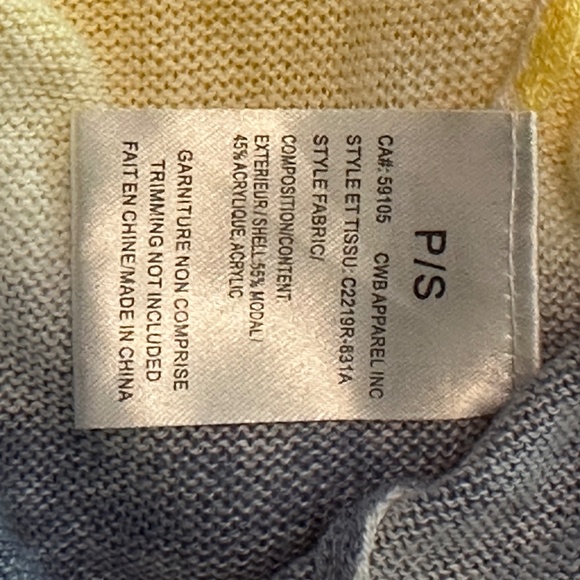 P/S
CA#: 59105 CWB APPAREL INC
STYLE ET TISSU: C2219R-831A
STYLE FABRIC/
COMPOSITION/CONTENT
EXTERIEUR / SHELL:55% MODAL/
45% ACRYLIQUE,ACRYLIC
GARNITURE NON COMPRISE
TRIMMING NOT INCLUDED
FAIT EN CHINE/MADE IN CHINA